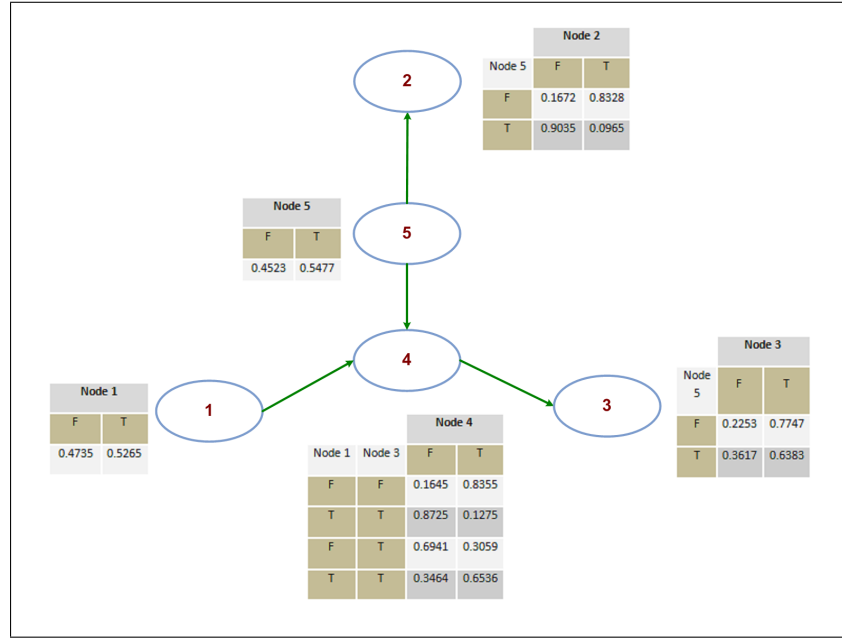 Node 2
Node 5 F T
F 0.1672 0.8328
T 0.9035 0.0965
2
Node 5
F T
0.4523 0.5477
5
4
Node 3
Node 5 F T
F 0.2253 0.7747
T 0.3617 0.6383
3
Node 1
F T
0.4735 0.5265
1
Node 4
Node 1 Node 3 F T
F F 0.1645 0.8355
T T 0.8725 0.1275
F T 0.6941 0.3059
T T 0.3464 0.6536